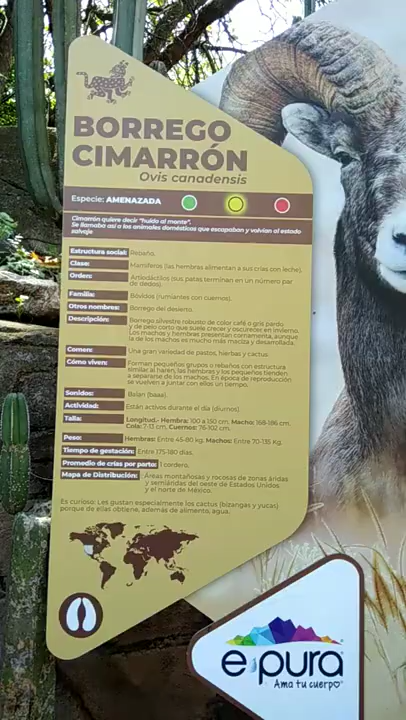 BORREGO
CIMARRÓN
Ovis canadensis
Especie: AMENAZADA
Cimarrón quiere decir "huido al monte".
Se llamaba así a los animales domésticos que escapaban y volvían al estado
salvaje
Estructura social: Rebaño.
Clase: Mamíferos (las hembras alimentan a sus crías con leche).
Orden: Artiodáctilos (sus patas terminan en un número par
de dedos).
Familia: Bóvidos (rumiantes con cuernos).
Otros nombres: Borrego del desierto.
Descripción: Borrego silvestre robusto de color café o gris pardo
y de pelo corto que suele crecer y oscurecer en invierno.
Los machos y hembras presentan cornamenta, aunque
la de los machos es mucho más maciza y desarrollada.
Comen: Una gran variedad de pastos, hierbas y cactus.
Cómo viven: Forman pequeños grupos o rebaños con estructura
similar al harén, las hembras y los pequeños tienden
a separarse de los machos. En época de reproducción
se vuelven a juntar con ellos un tiempo.
Sonidos: Balan (baaa).
Actividad: Están activos durante el día (diurnos).
Talla: Longitud.- Hembra: 100 a 150 cm. Macho: 168-186 cm.
Cola: 7-13 cm. Cuernos: 76-102 cm.
Peso: Hembras: Entre 45-80 Kg. Machos: Entre 70-135 Kg.
Tiempo de gestación: Entre 175-180 días.
Promedio de crías por parto: 1 cordero.
Mapa de Distribución: Áreas montañosas y rocosas de zonas áridas
y semiáridas del oeste de Estados Unidos
y el norte de México.
Es curioso: Les gustan especialmente los cactus (bizangas y yucas)
porque de ellas obtiene, además de alimento, agua.
e pura
Ama tu cuerpo